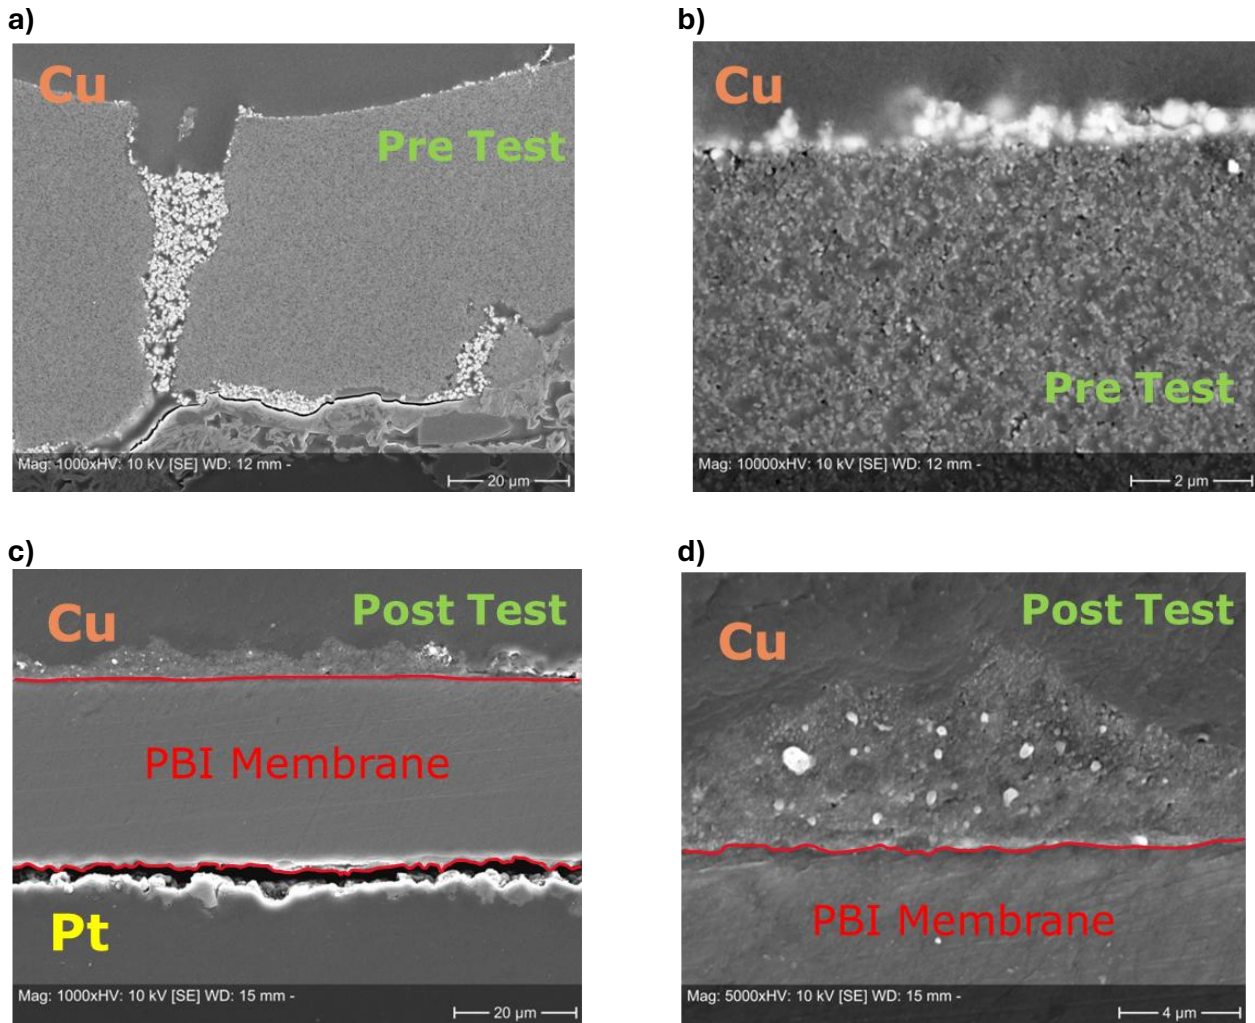 a)
Cu
Pre Test
Mag: 1000xHV: 10 kV [SE] WD: 12 mm -
20 µm
b)
Cu
Pre Test
Mag: 10000xHV: 10 kV [SE] WD: 12 mm -
2 µm
c)
Cu
Post Test
PBI Membrane
Pt
Mag: 1000xHV: 10 kV [SE] WD: 15 mm -
20 µm
d)
Cu
Post Test
PBI Membrane
Mag: 5000xHV: 10 kV [SE] WD: 15 mm -
4 µm